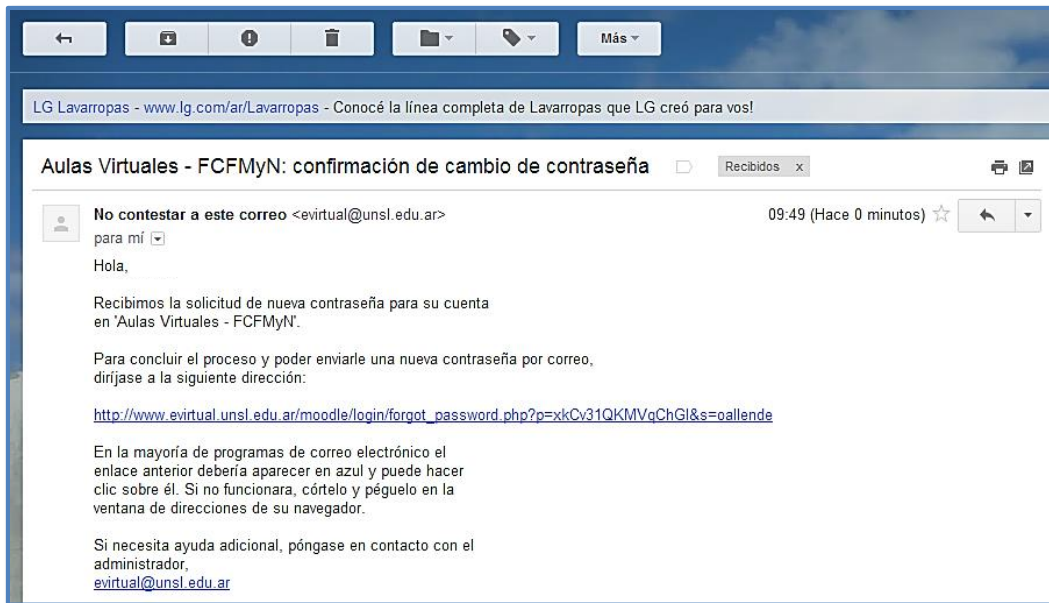 Más
LG Lavarropas - www.lg.com/ar/Lavarropas - Conocé la línea completa de Lavarropas que LG creó para vos!
Aulas Virtuales - FCFMyN: confirmación de cambio de contraseña Recibidos x
No contestar a este correo <evirtual@unsl.edu.ar> 09:49 (Hace 0 minutos)
para mí
Hola,
Recibimos la solicitud de nueva contraseña para su cuenta
en 'Aulas Virtuales - FCFMyN'.
Para concluir el proceso y poder enviarle una nueva contraseña por correo,
diríjase a la siguiente dirección:
http://www.evirtual.unsl.edu.ar/moodle/login/forgot_password.php?p=xkCv31QKMVqChGl&s=oallende
En la mayoría de programas de correo electrónico el
enlace anterior debería aparecer en azul y puede hacer
clic sobre él. Si no funcionara, córtelo y péguelo en la
ventana de direcciones de su navegador.
Si necesita ayuda adicional, póngase en contacto con el
administrador,
evirtual@unsl.edu.ar